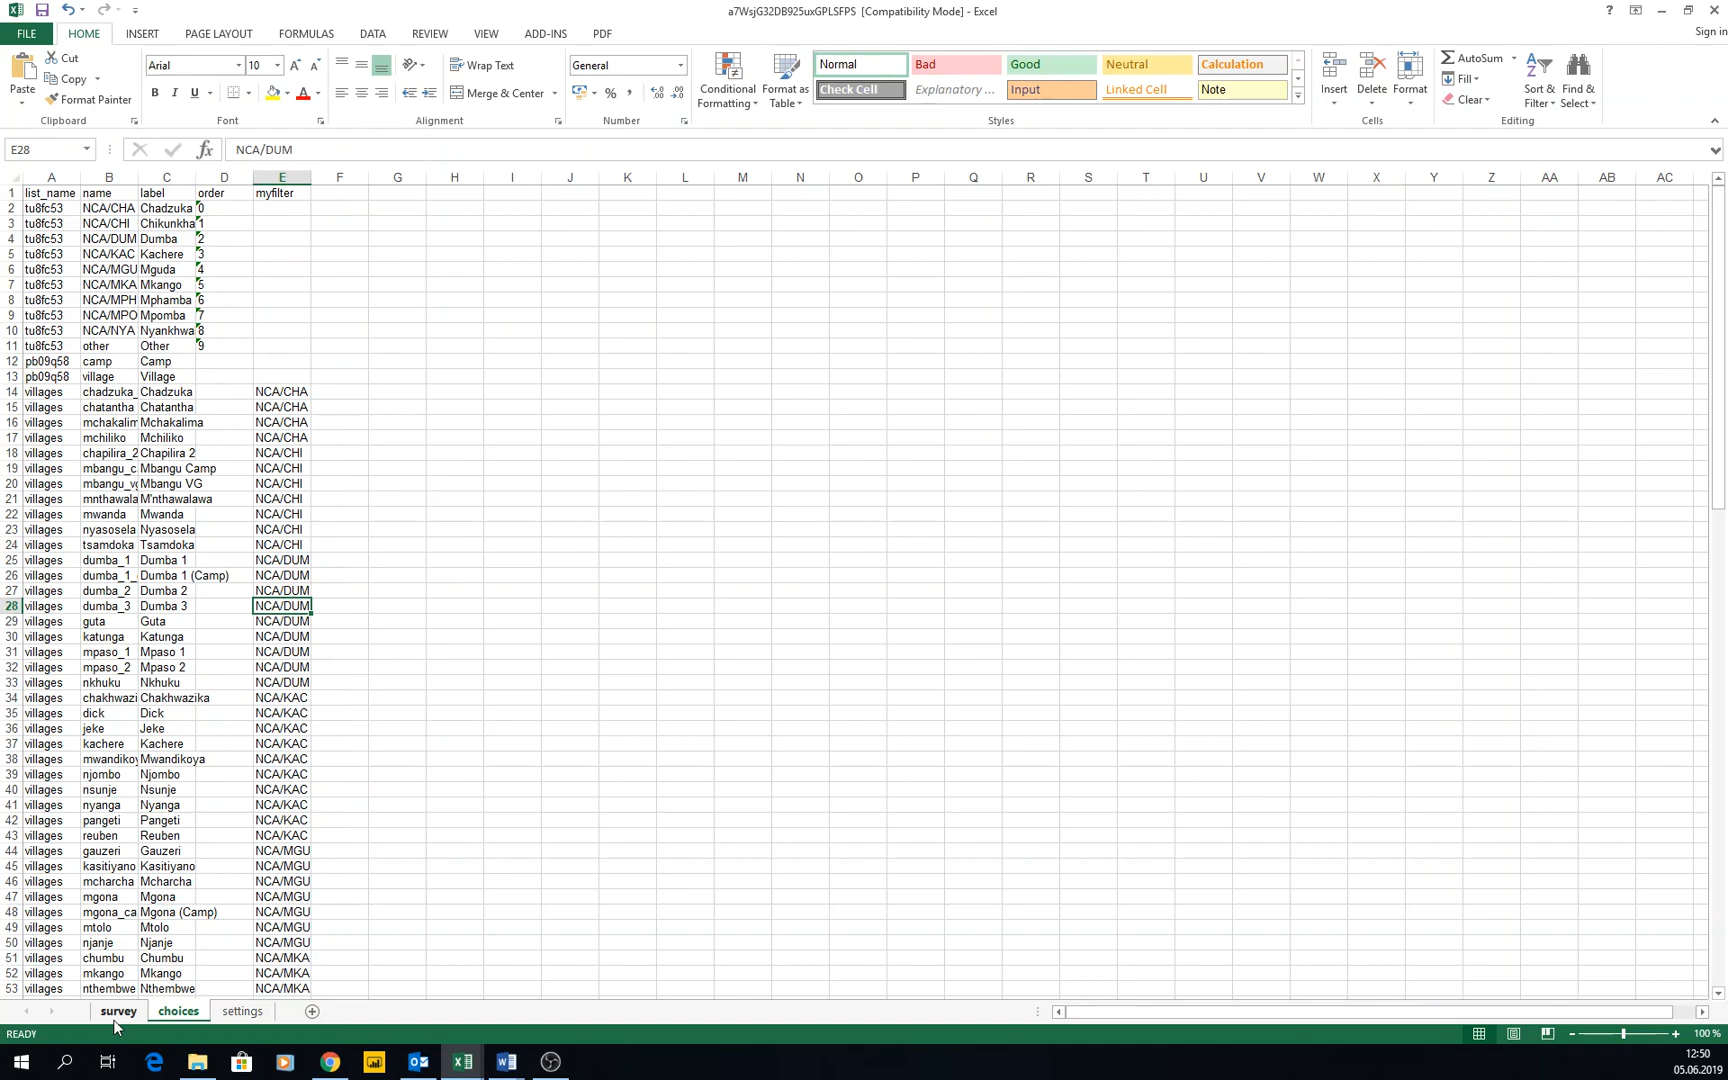 a7WsjG32DB925uxGPLSFPS [Compatibility Mode] - Excel
FILE HOME INSERT PAGE LAYOUT FORMULAS DATA REVIEW VIEW ADD-INS PDF Sign in
Paste Cut Copy Format Painter Clipboard
Arial 10 B I U A Font
Wrap Text Merge & Center Alignment
General % Number
Conditional Formatting Format as Table
Normal Bad Good Neutral Calculation
Check Cell Explanatory ... Input Linked Cell Note
Styles
Insert Delete Format Cells
AutoSum Fill Clear Sort & Filter Find & Select Editing
E28 fx NCA/DUM
A B C D E F G H I J K L M N O P Q R S T U V W X Y Z AA AB AC
1 list_name name label order myfilter
2 tu8fc53 NCA/CHA Chadzuka 0
3 tu8fc53 NCA/CHI Chikunkha 1
4 tu8fc53 NCA/DUM Dumba 2
5 tu8fc53 NCA/KAC Kachere 3
6 tu8fc53 NCA/MGU Mguda 4
7 tu8fc53 NCA/MKA Mkango 5
8 tu8fc53 NCA/MPH Mphamba 6
9 tu8fc53 NCA/MPO Mpomba 7
10 tu8fc53 NCA/NYA Nyankhwa 8
11 tu8fc53 other Other 9
12 pb09q58 camp Camp
13 pb09q58 village Village
14 villages chadzuka_ Chadzuka NCA/CHA
15 villages chatantha Chatantha NCA/CHA
16 villages mchakalim Mchakalima NCA/CHA
17 villages mchiliko Mchiliko NCA/CHA
18 villages chapilira_2 Chapilira 2 NCA/CHI
19 villages mbangu_c Mbangu Camp NCA/CHI
20 villages mbangu_vg Mbangu VG NCA/CHI
21 villages mnthawala M'nthawalawa NCA/CHI
22 villages mwanda Mwanda NCA/CHI
23 villages nyasosela Nyasosela NCA/CHI
24 villages tsamdoka Tsamdoka NCA/CHI
25 villages dumba_1 Dumba 1 NCA/DUM
26 villages dumba_1_ Dumba 1 (Camp) NCA/DUM
27 villages dumba_2 Dumba 2 NCA/DUM
28 villages dumba_3 Dumba 3 NCA/DUM
29 villages guta Guta NCA/DUM
30 villages katunga Katunga NCA/DUM
31 villages mpaso_1 Mpaso 1 NCA/DUM
32 villages mpaso_2 Mpaso 2 NCA/DUM
33 villages nkhuku Nkhuku NCA/DUM
34 villages chakhwazi Chakhwazika NCA/KAC
35 villages dick Dick NCA/KAC
36 villages jeke Jeke NCA/KAC
37 villages kachere Kachere NCA/KAC
38 villages mwandikoy Mwandikoya NCA/KAC
39 villages njombo Njombo NCA/KAC
40 villages nsunje Nsunje NCA/KAC
41 villages nyanga Nyanga NCA/KAC
42 villages pangeti Pangeti NCA/KAC
43 villages reuben Reuben NCA/KAC
44 villages gauzeri Gauzeri NCA/MGU
45 villages kasitiyano Kasitiyano NCA/MGU
46 villages mcharcha Mcharcha NCA/MGU
47 villages mgona Mgona NCA/MGU
48 villages mgona_ca Mgona (Camp) NCA/MGU
49 villages mtolo Mtolo NCA/MGU
50 villages njanje Njanje NCA/MGU
51 villages chumbu Chumbu NCA/MKA
52 villages mkango Mkango NCA/MKA
53 villages nthembwe Nthembwe NCA/MKA
survey choices settings
READY 100 %
12:50
05.06.2019